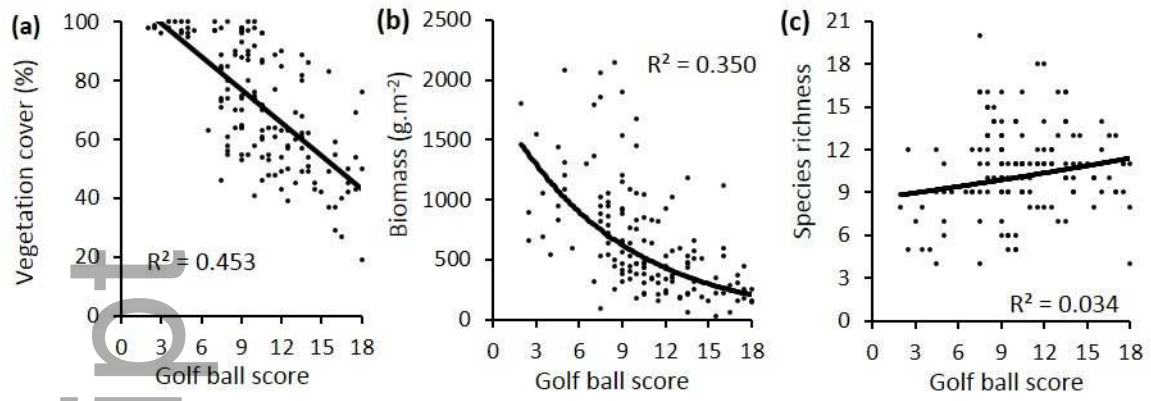 (a)
Vegetation cover (%)
100
80
60
40
20
0
R² = 0.453
0 3 6 9 12 15 18
Golf ball score
(b)
Biomass (g.m-²)
2500
2000
1500
1000
500
0
R² = 0.350
0 3 6 9 12 15 18
Golf ball score
(c)
Species richness
21
18
15
12
9
6
3
0
R² = 0.034
0 3 6 9 12 15 18
Golf ball score